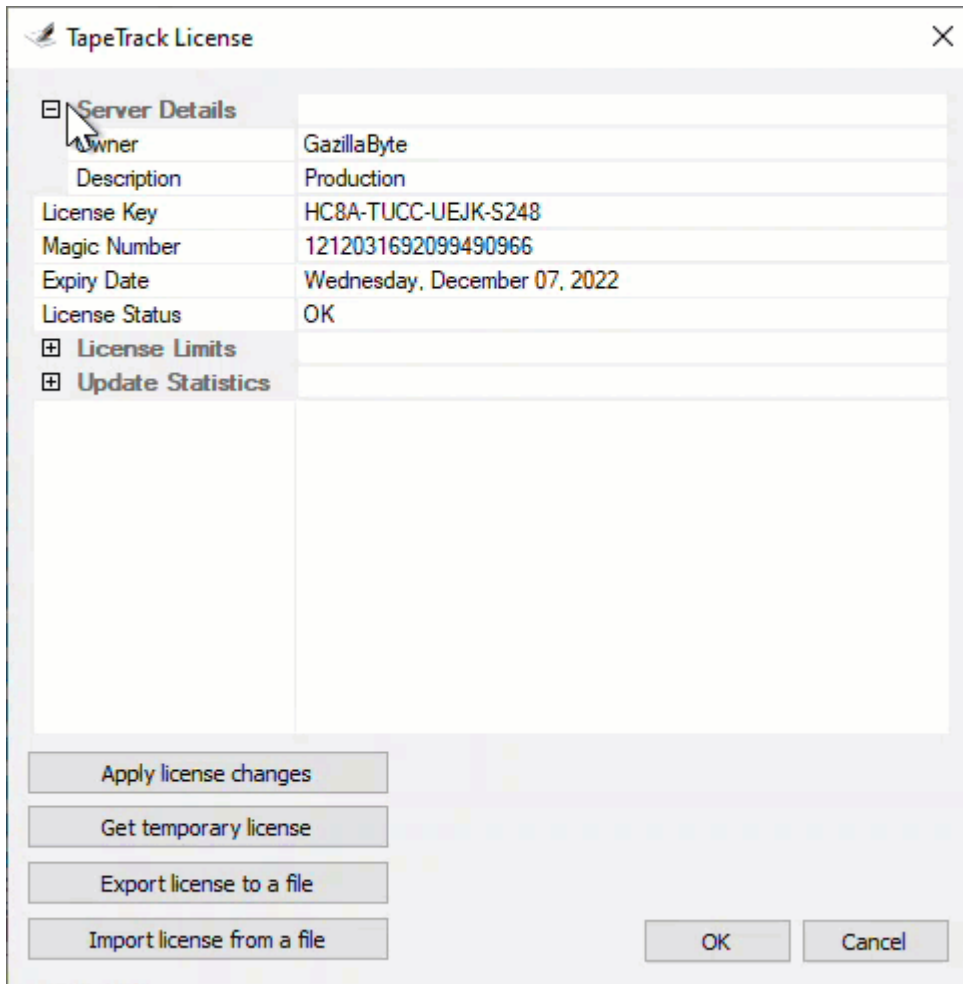 TapeTrack License
Server Details
Owner GazillaByte
Description Production
License Key HC8A-TUCC-UEJK-S248
Magic Number 1212031692099490966
Expiry Date Wednesday, December 07, 2022
License Status OK
License Limits
Update Statistics
Apply license changes
Get temporary license
Export license to a file
Import license from a file
OK Cancel